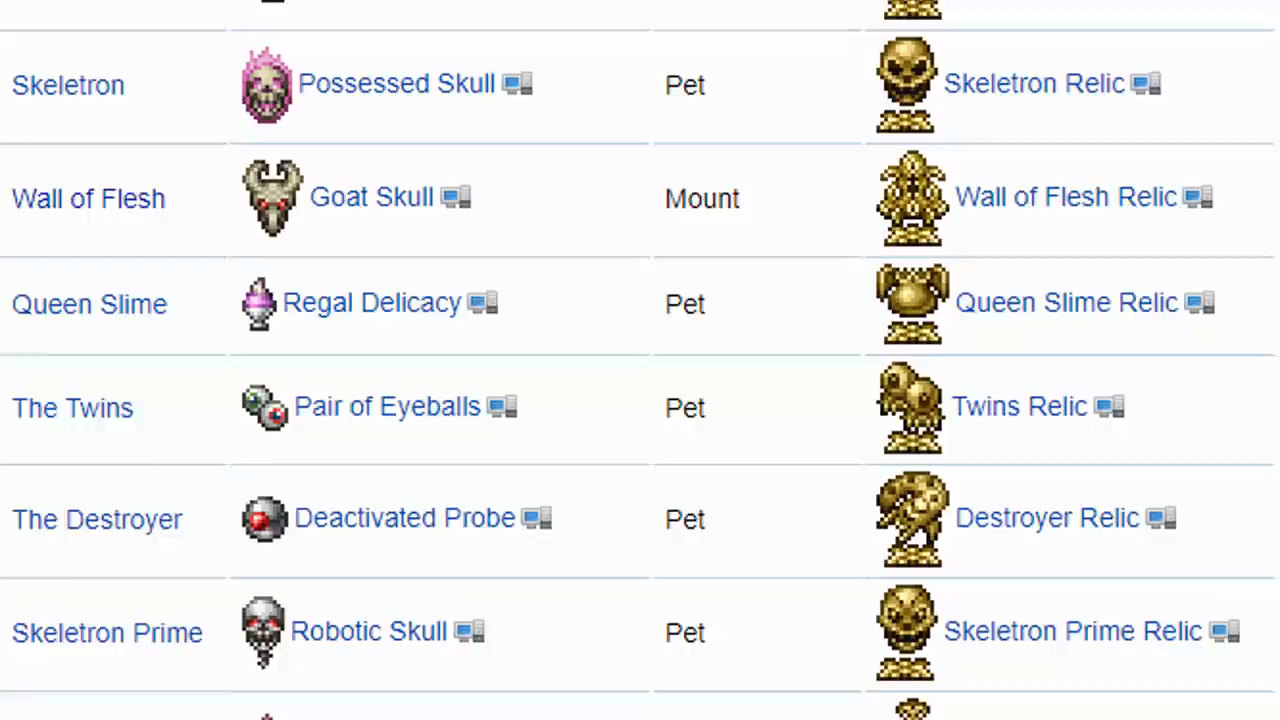 Skeletron Possessed Skull Pet Skeletron Relic
Wall of Flesh Goat Skull Mount Wall of Flesh Relic
Queen Slime Regal Delicacy Pet Queen Slime Relic
The Twins Pair of Eyeballs Pet Twins Relic
The Destroyer Deactivated Probe Pet Destroyer Relic
Skeletron Prime Robotic Skull Pet Skeletron Prime Relic